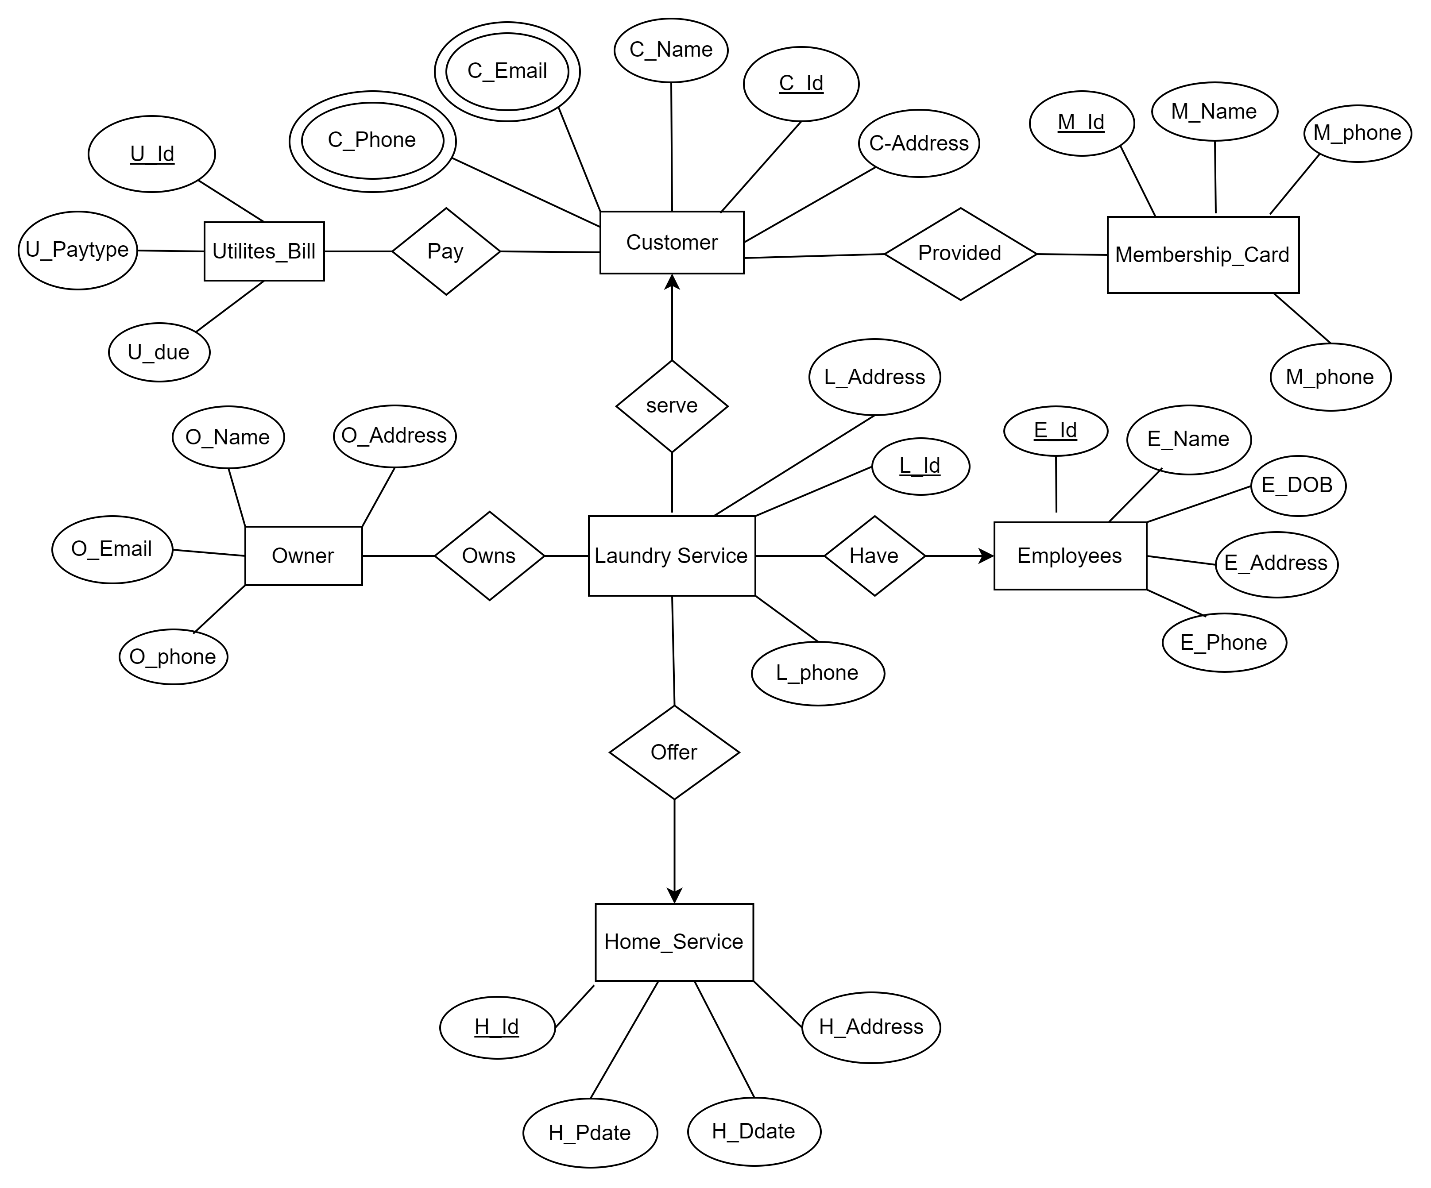 C_Name
C_Email
C_Id
M_Name
M_Id
M_phone
C_Phone
C-Address
U_Id
U_Paytype
Utilites_Bill
Pay
Customer
Provided
Membership_Card
U_due
M_phone
L_Address
serve
O_Name
O_Address
E_Id
E_Name
L_Id
E_DOB
O_Email
Owner
Owns
Laundry Service
Have
Employees
E_Address
O_phone
E_Phone
L_phone
Offer
Home_Service
H_Id
H_Address
H_Pdate
H_Ddate